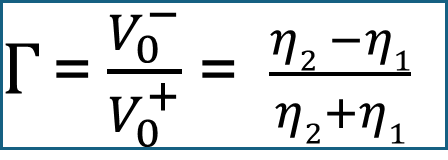 Γ = V₀⁻ / V₀⁺ = η₂ − η₁ / η₂ + η₁